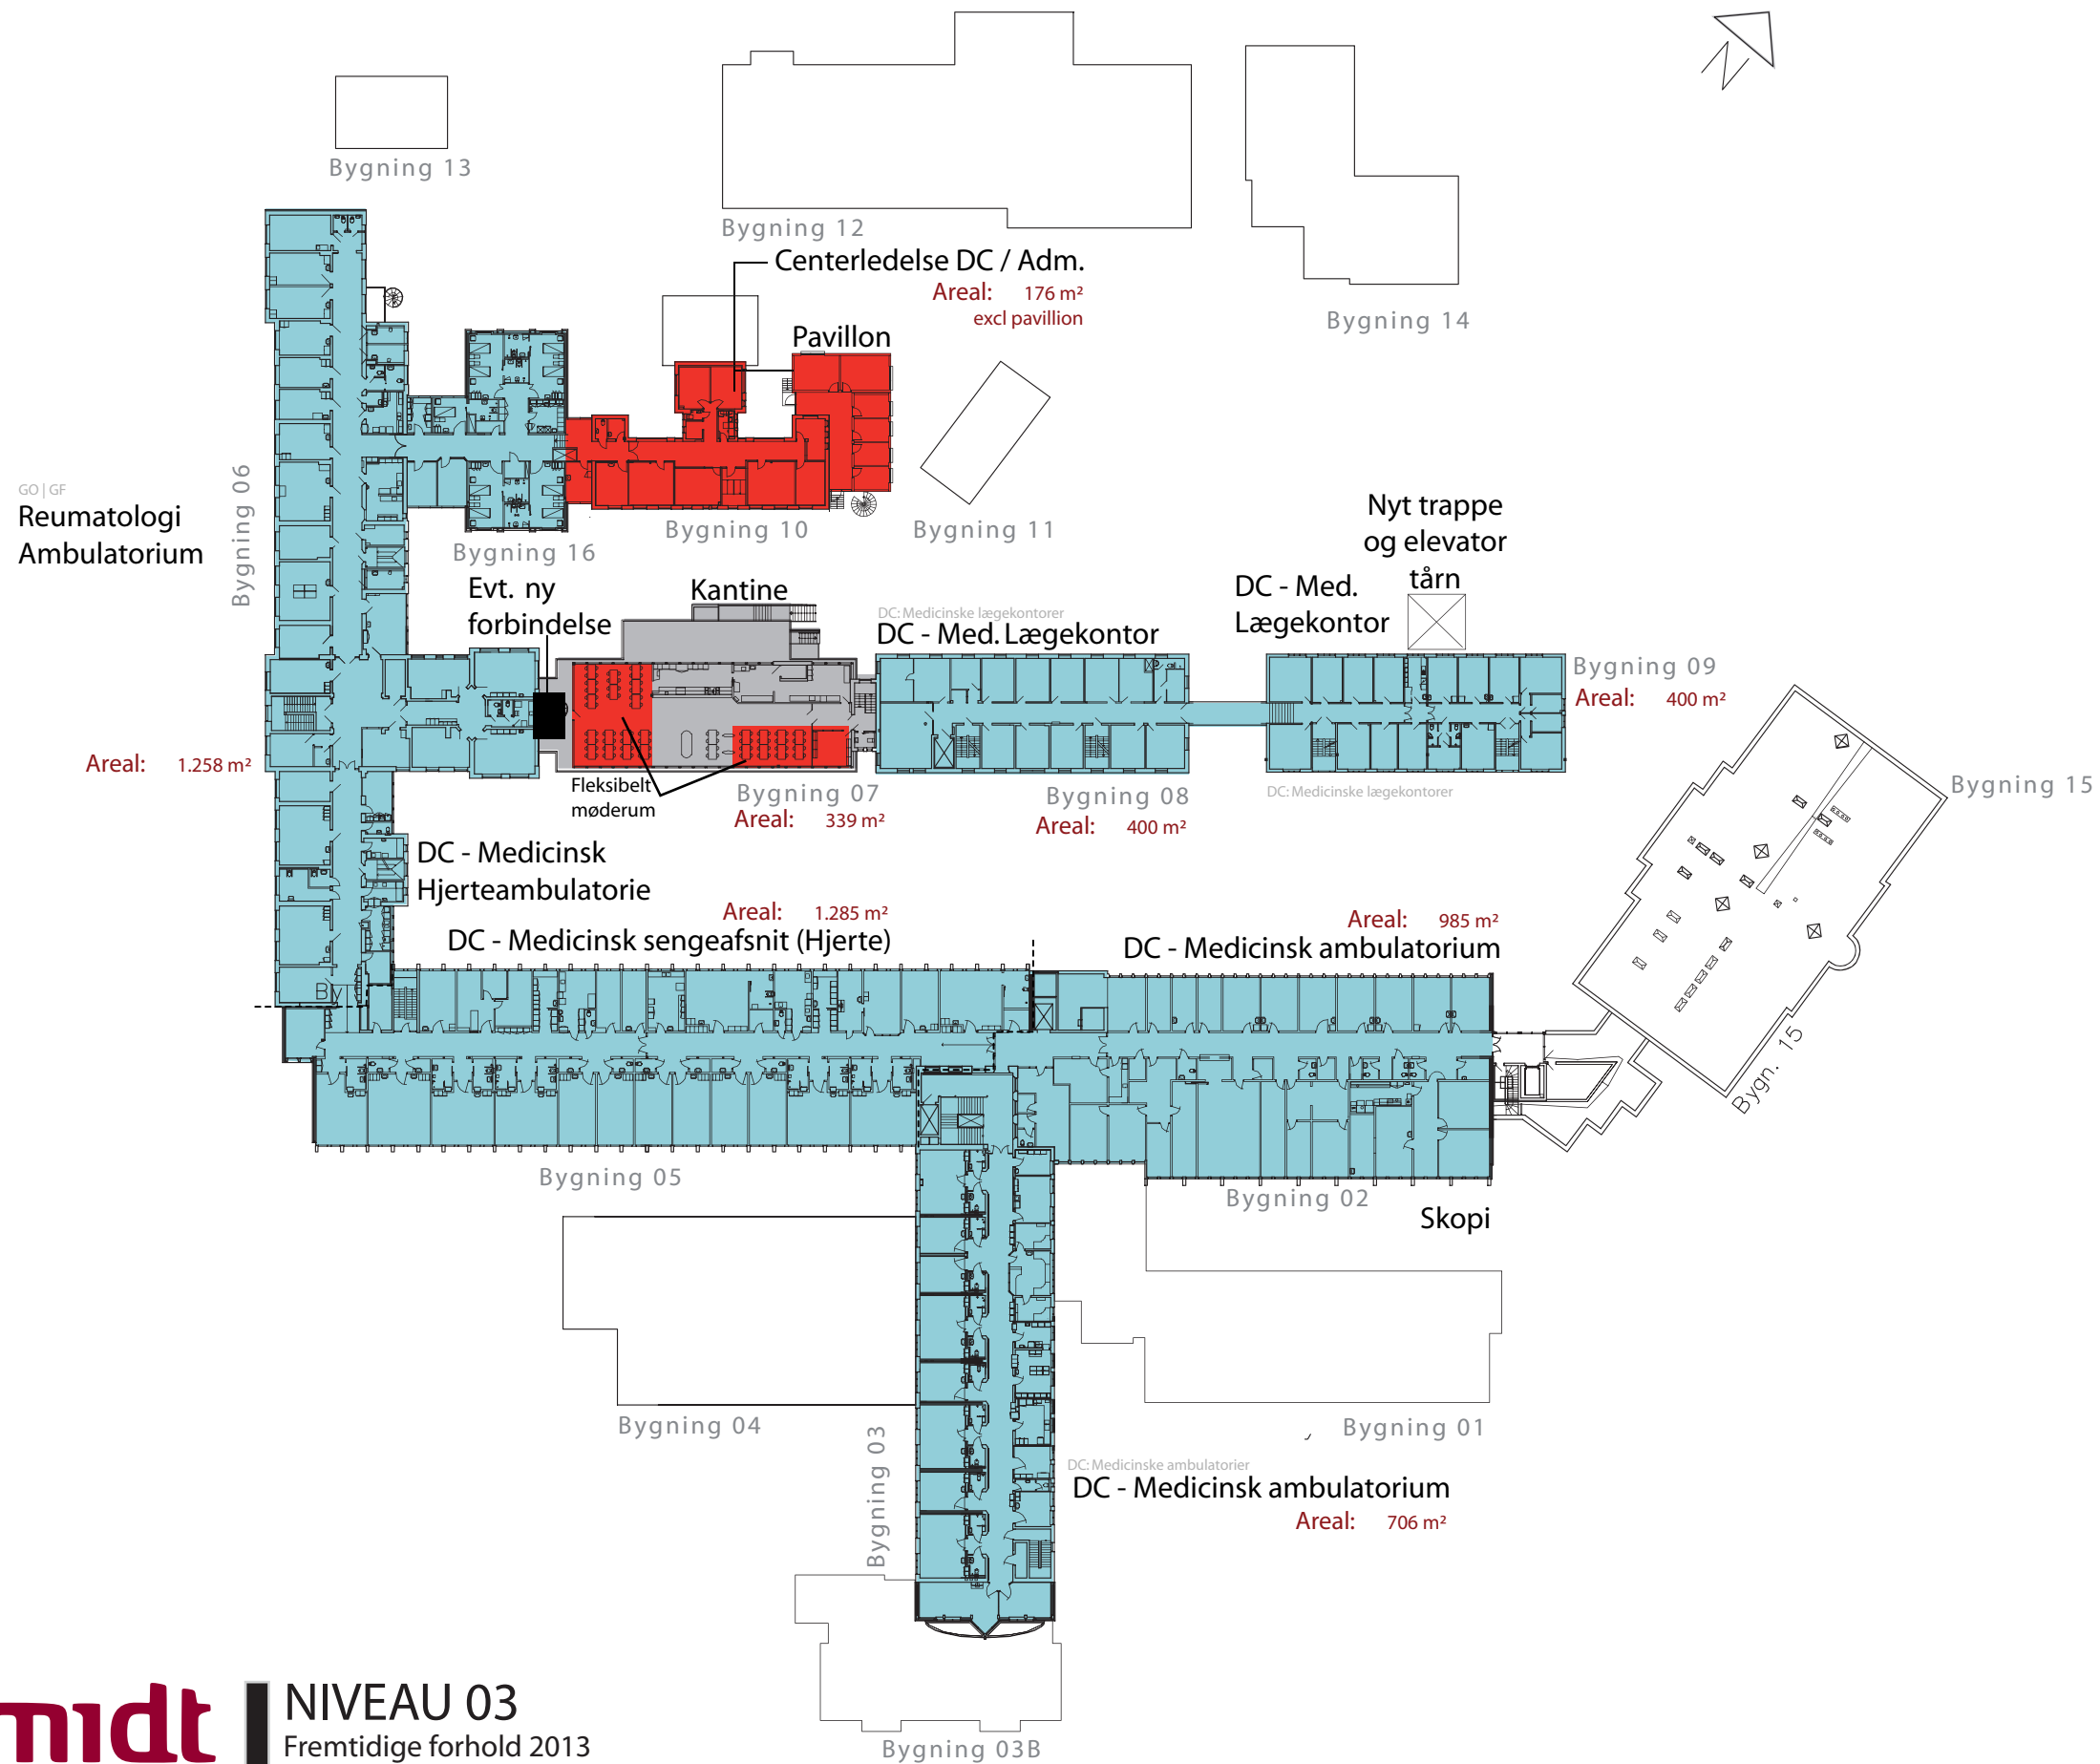 Bygning 13
Bygning 12
Centerledelse DC / Adm.
Areal: 176 m²
excl pavillion
Bygning 14
Pavillon
GO | GF
Reumatologi
Ambulatorium
Bygning 06
Bygning 16
Bygning 10
Bygning 11
Nyt trappe
og elevator
tårn
Evt. ny
forbindelse
Kantine
DC: Medicinske lægekontorer
DC - Med. Lægekontor
DC - Med.
Lægekontor
Bygning 09
Areal: 400 m²
Areal: 1.258 m²
Fleksibelt
møderum
Bygning 07
Areal: 339 m²
Bygning 08
Areal: 400 m²
DC: Medicinske lægekontorer
Bygning 15
DC - Medicinsk
Hjerteambulatorie
Areal: 1.285 m²
DC - Medicinsk sengeafsnit (Hjerte)
Areal: 985 m²
DC - Medicinsk ambulatorium
Bygn. 15
Bygning 05
Bygning 02
Skopi
Bygning 04
Bygning 03
Bygning 01
DC: Medicinske ambulatorier
DC - Medicinsk ambulatorium
Areal: 706 m²
Bygning 03B
midt
NIVEAU 03
Fremtidige forhold 2013